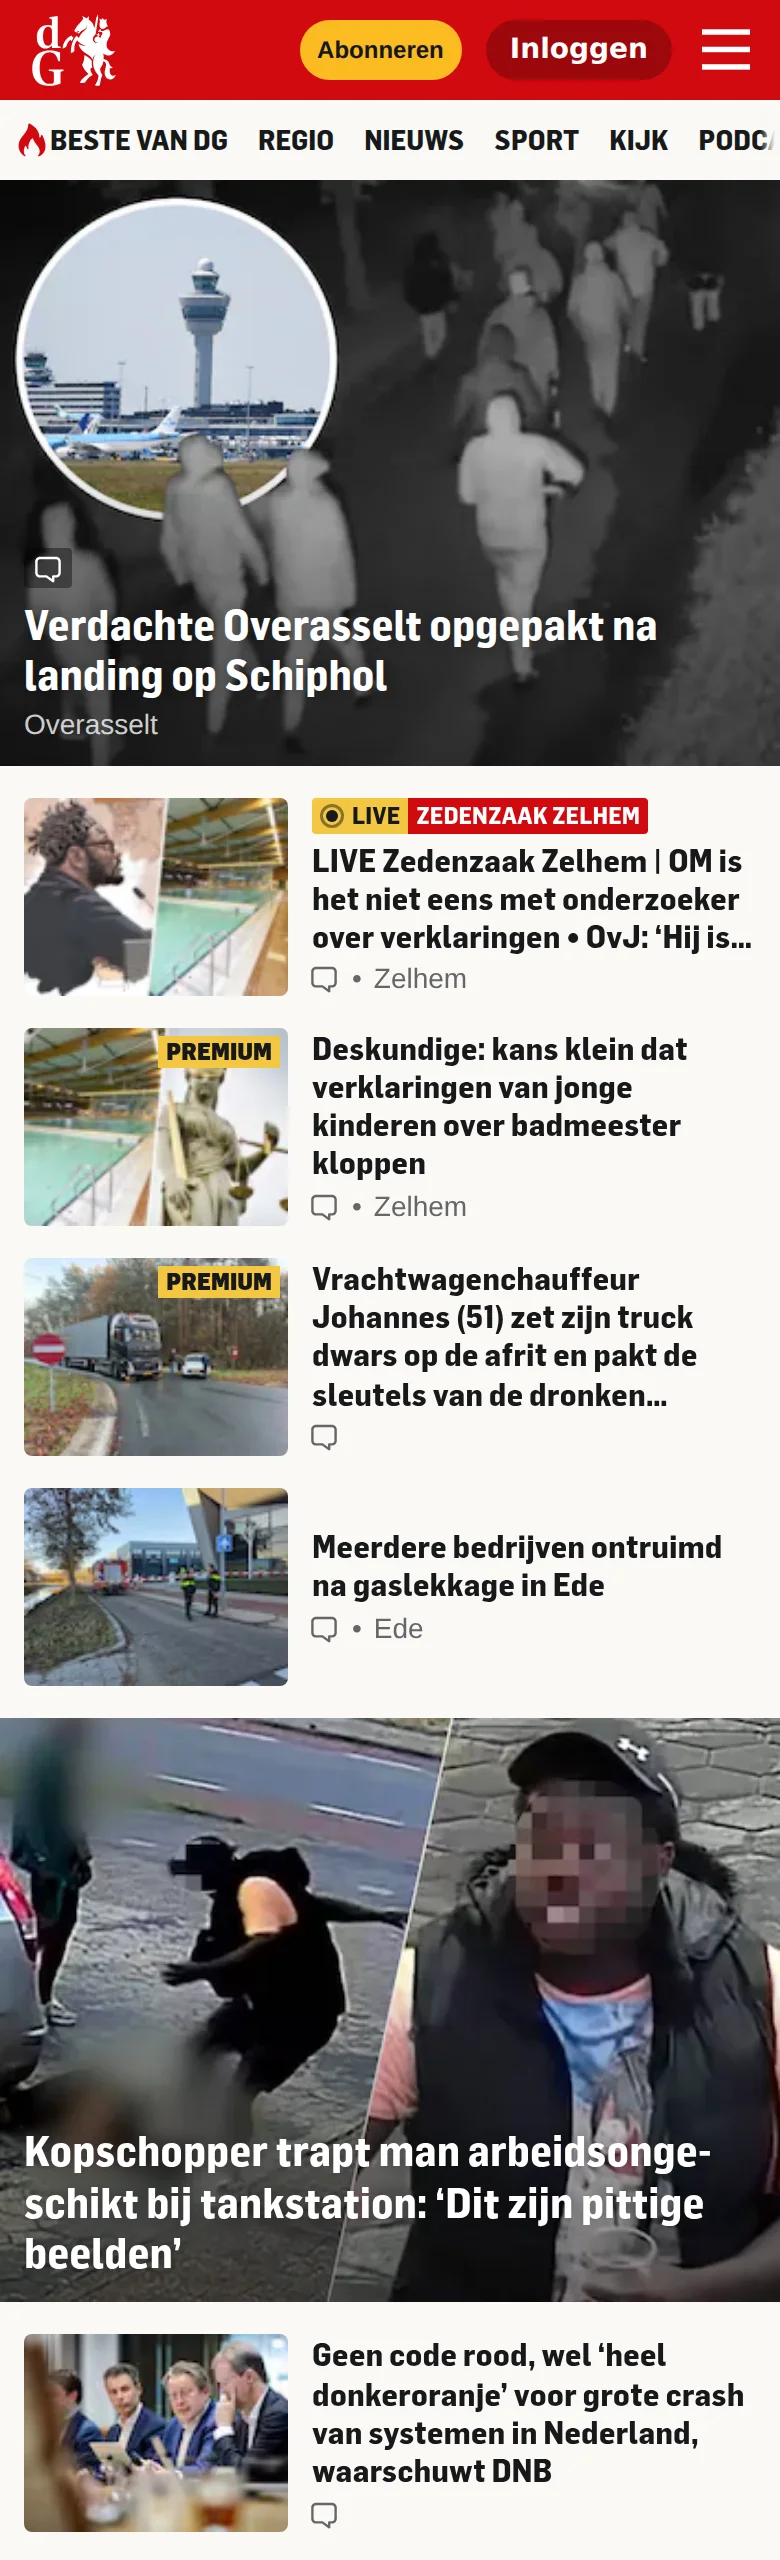 dG
Abonneren
Inloggen
BESTE VAN DG REGIO NIEUWS SPORT KIJK PODCA
Verdachte Overasselt opgepakt na
landing op Schiphol
Overasselt
LIVE ZEDENZAAK ZELHEM
LIVE Zedenzaak Zelhem | OM is
het niet eens met onderzoeker
over verklaringen • OvJ: ‘Hij is...
• Zelhem
PREMIUM
Deskundige: kans klein dat
verklaringen van jonge
kinderen over badmeester
kloppen
• Zelhem
PREMIUM
Vrachtwagenchauffeur
Johannes (51) zet zijn truck
dwars op de afrit en pakt de
sleutels van de dronken...
Meerdere bedrijven ontruimd
na gaslekkage in Ede
• Ede
Kopschopper trapt man arbeidsonge-
schikt bij tankstation: ‘Dit zijn pittige
beelden’
Geen code rood, wel ‘heel
donkeroranje’ voor grote crash
van systemen in Nederland,
waarschuwt DNB